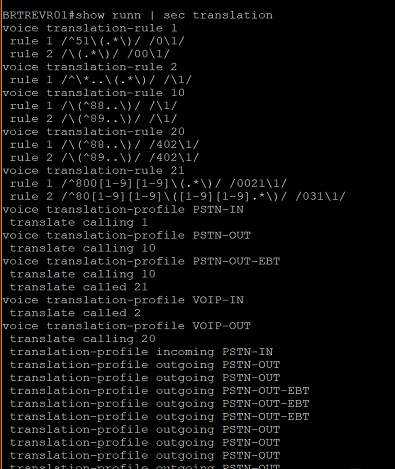 BRTREVR01#show runn | sec translation
voice translation-rule 1
rule 1 /^51\(.*\)/ /0\1/
rule 2 /\(.*\)/ /00\1/
voice translation-rule 2
rule 1 /^\*..\(.*\)/ /\1/
voice translation-rule 10
rule 1 /\(^88..\)/ /\1/
rule 2 /\(^89..\)/ /\1/
voice translation-rule 20
rule 1 /\(^88..\)/ /402\1/
rule 2 /\(^89..\)/ /402\1/
voice translation-rule 21
rule 1 /^800[1-9][1-9]\(.*\)/ /0021\1/
rule 2 /^80[1-9][1-9]\([1-9][1-9].*\)/ /031\1/
voice translation-profile PSTN-IN
translate calling 1
voice translation-profile PSTN-OUT
translate calling 10
voice translation-profile PSTN-OUT-EBT
translate calling 10
translate called 21
voice translation-profile VOIP-IN
translate called 2
voice translation-profile VOIP-OUT
translate calling 20
translation-profile incoming PSTN-IN
translation-profile outgoing PSTN-OUT
translation-profile outgoing PSTN-OUT
translation-profile outgoing PSTN-OUT-EBT
translation-profile outgoing PSTN-OUT-EBT
translation-profile outgoing PSTN-OUT-EBT
translation-profile outgoing PSTN-OUT
translation-profile outgoing PSTN-OUT
translation-profile outgoing PSTN-OUT
translation-profile outgoing PSTN-OUT